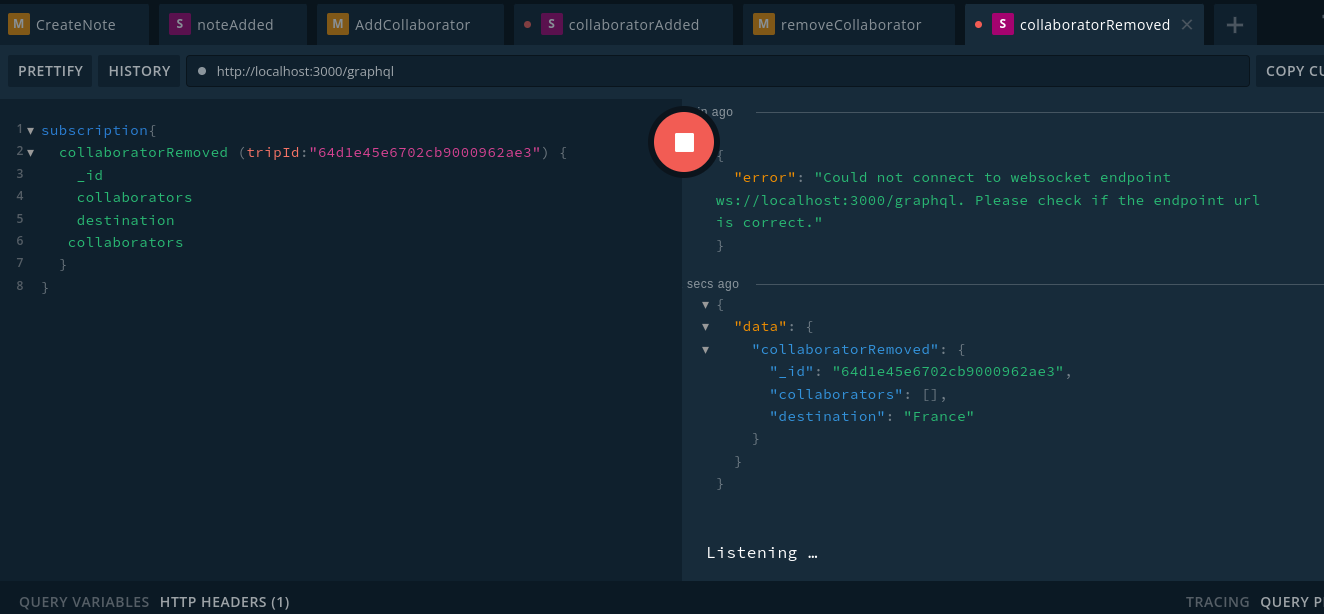 M CreateNote S noteAdded M AddCollaborator S collaboratorAdded M removeCollaborator S collaboratorRemoved
PRETTIFY HISTORY http://localhost:3000/graphql COPY CU
1 subscription{
2 collaboratorRemoved (tripId:"64d1e45e6702cb9000962ae3") {
3 _id
4 collaborators
5 destination
6 collaborators
7 }
8 }
ago
{
"error": "Could not connect to websocket endpoint
ws://localhost:3000/graphql. Please check if the endpoint url
is correct."
}
secs ago
{
"data": {
"collaboratorRemoved": {
"_id": "64d1e45e6702cb9000962ae3",
"collaborators": [],
"destination": "France"
}
}
}
Listening …
QUERY VARIABLES HTTP HEADERS (1) TRACING QUERY P